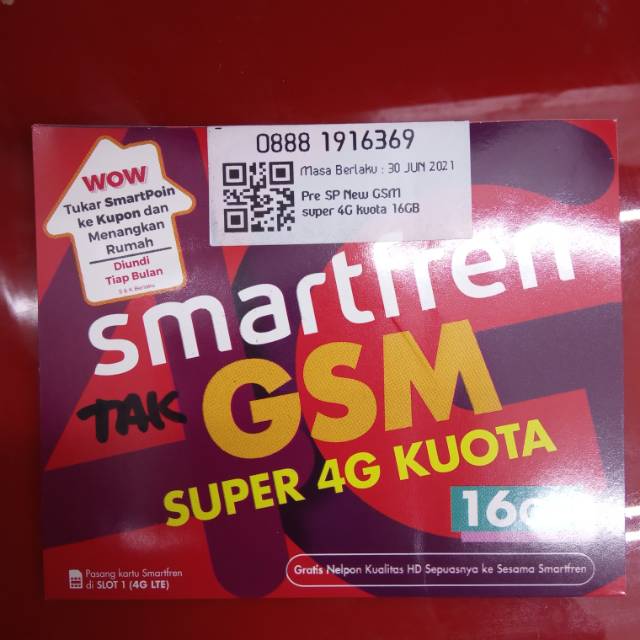 0888 1916369
Masa Berlaku : 30 JUN 2021
Pre SP New GSM
super 4G kuota 16GB
WOW
Tukar SmartPoin
ke Kupon dan
Menangkan
Rumah
Diundi
Tiap Bulan
S & K Berlaku
smartfren
TAK GSM
SUPER 4G KUOTA
16G
Pasang kartu Smartfren
di SLOT 1 (4G LTE)
Gratis Nelpon Kualitas HD Sepuasnya ke Sesama Smartfren